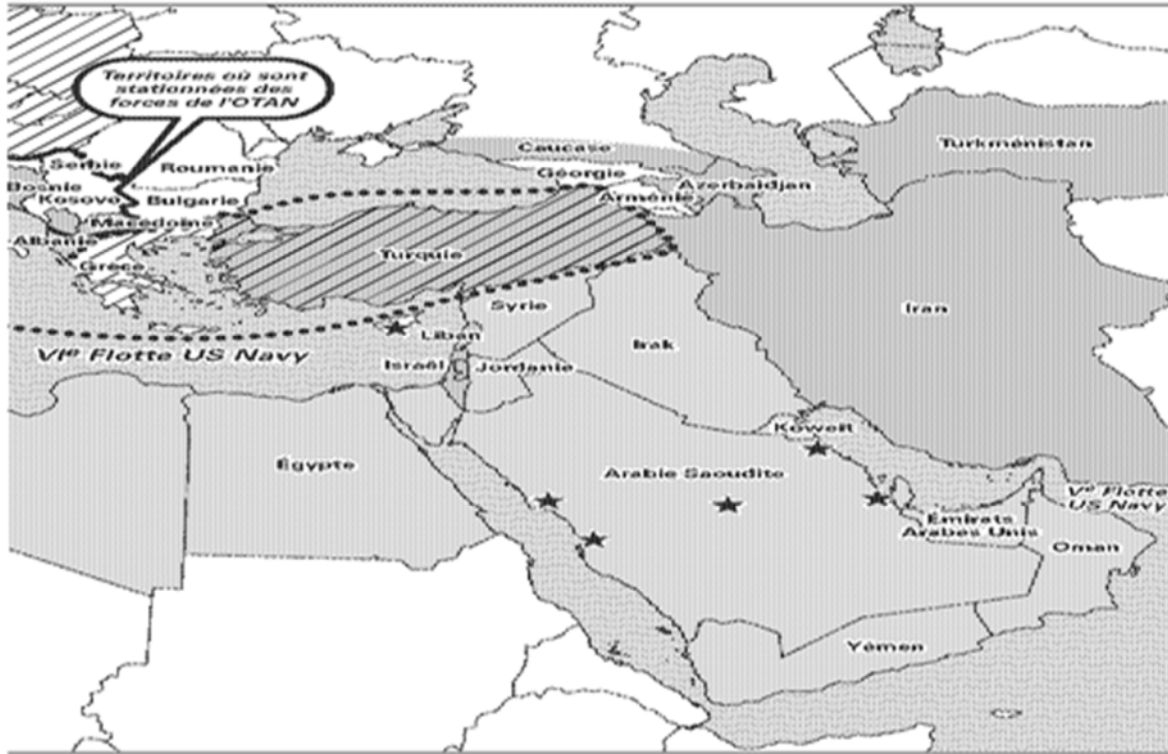 Territoires où sont
stationnées des
forces de l'OTAN
Caucase
Turkménistan
Serbie
Roumanie
Géorgie
Bosnie
Azerbaïdjan
Kosovo
Bulgarie
Arménie
Macédoine
Albanie
Grèce
Turquie
Syrie
Iran
Liban
Irak
VIe Flotte US Navy
Israël
Jordanie
Koweït
Égypte
Arabie Saoudite
Ve Flotte
US Navy
Émirats
Arabes Unis
Oman
Yémen